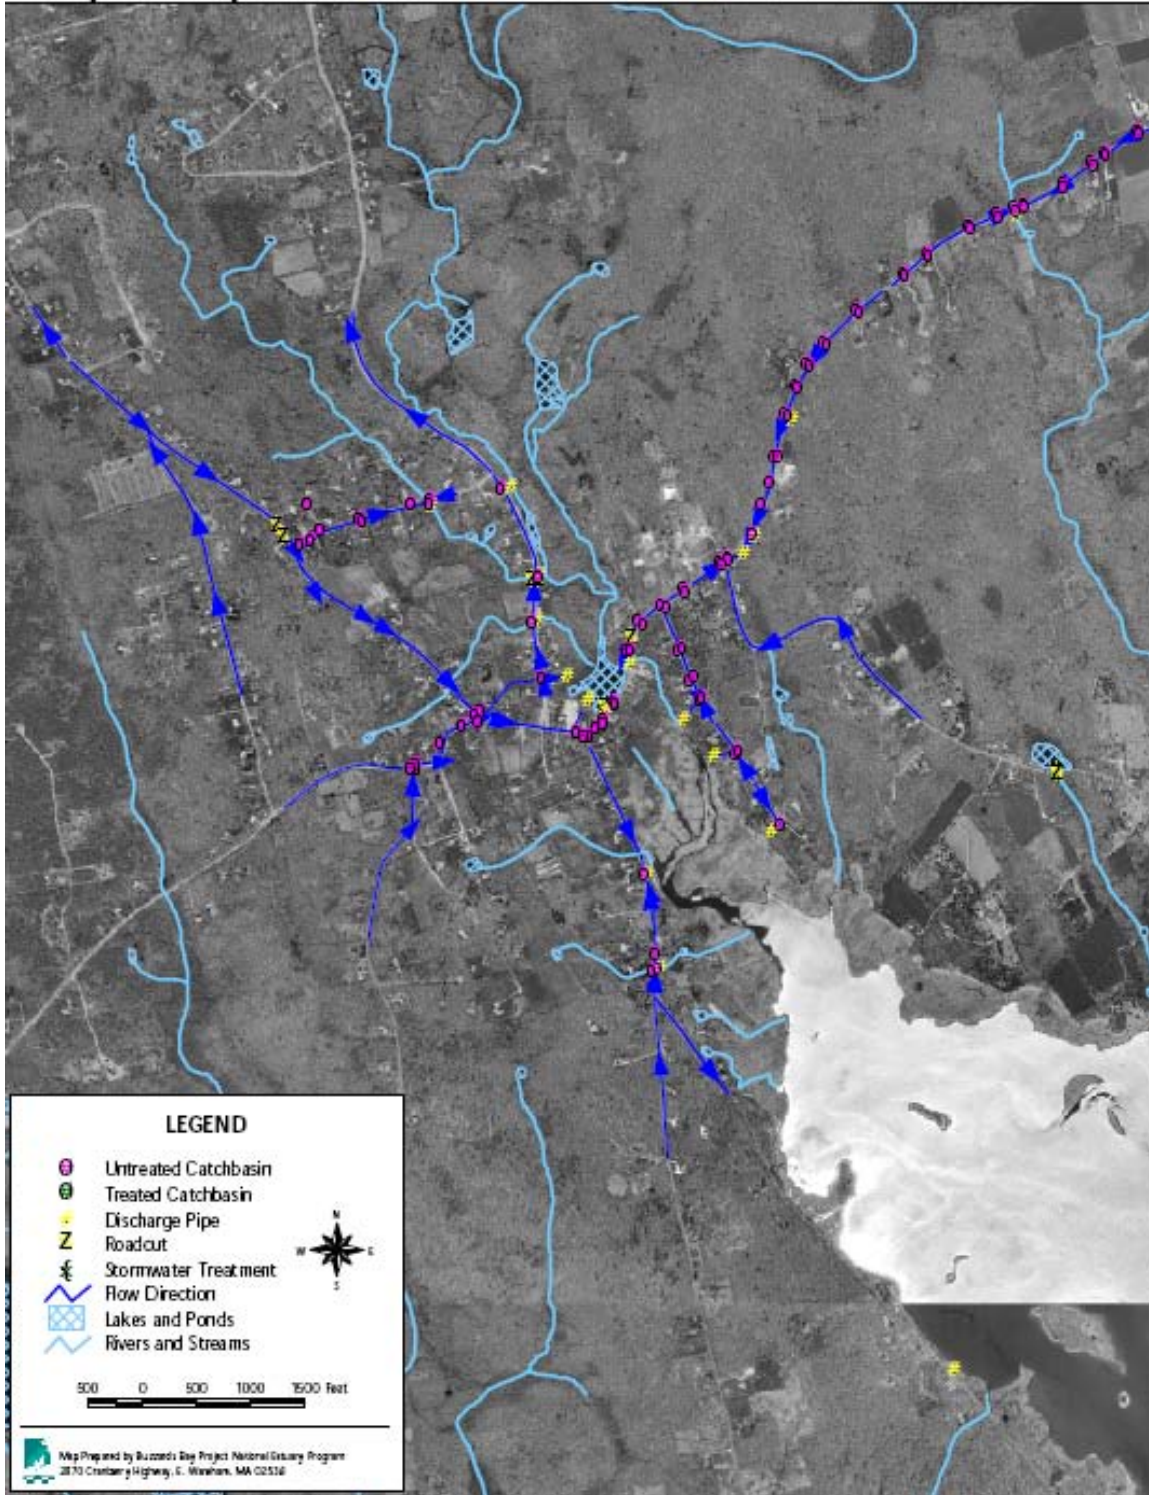 LEGEND
Untreated Catchbasin
Treated Catchbasin
Discharge Pipe
Roadcut
Stormwater Treatment
Flow Direction
Lakes and Ponds
Rivers and Streams
N
W E
S
500 0 500 1000 1500 Feet
Map Prepared by Buzzards Bay Project National Estuary Program
2870 Cranberry Highway, E. Wareham, MA 02538